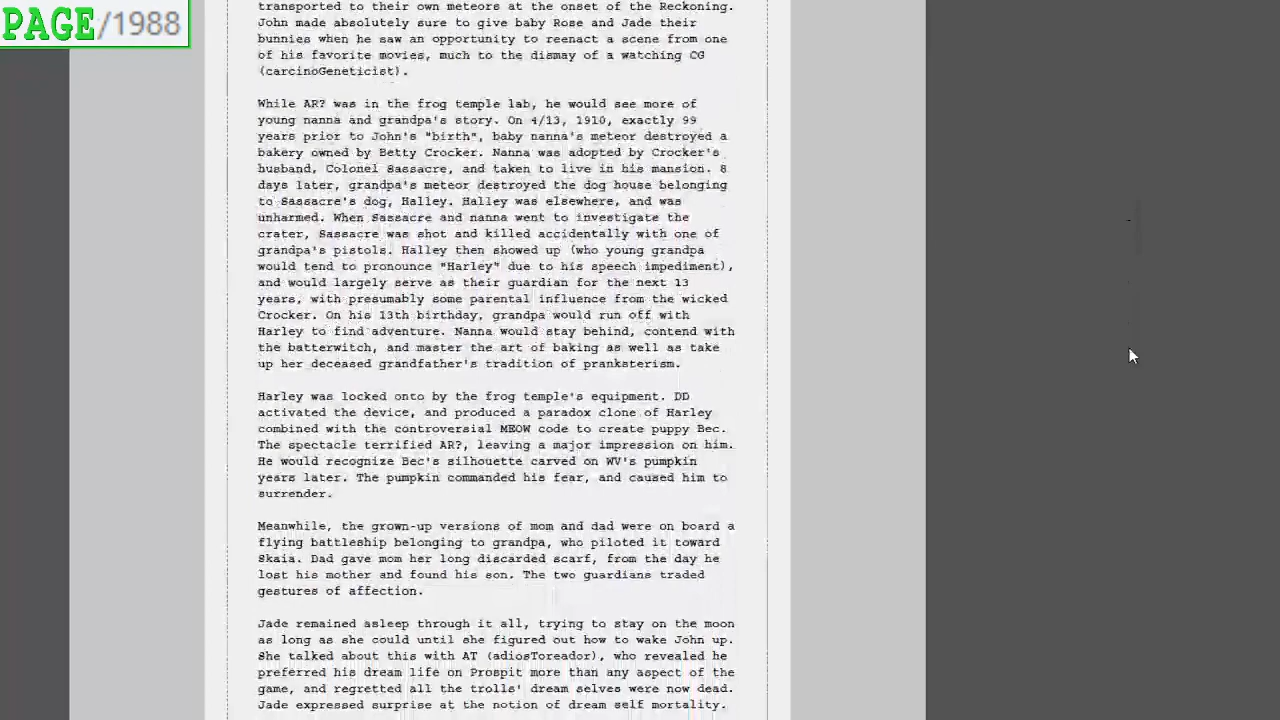 PAGE/1988
transported to their own meteors at the onset of the Reckoning.
John made absolutely sure to give baby Rose and Jade their
bunnies when he saw an opportunity to reenact a scene from one
of his favorite movies, much to the dismay of a watching CG
(carcinoGeneticist).
While AR? was in the frog temple lab, he would see more of
young nanna and grandpa's story. On 4/13, 1910, exactly 99
years prior to John's "birth", baby nanna's meteor destroyed a
bakery owned by Betty Crocker. Nanna was adopted by Crocker's
husband, Colonel Sassacre, and taken to live in his mansion. 8
days later, grandpa's meteor destroyed the dog house belonging
to Sassacre's dog, Halley. Halley was elsewhere, and was
unharmed. When Sassacre and nanna went to investigate the
crater, Sassacre was shot and killed accidentally with one of
grandpa's pistols. Halley then showed up (who young grandpa
would tend to pronounce "Harley" due to his speech impediment),
and would largely serve as their guardian for the next 13
years, with presumably some parental influence from the wicked
Crocker. On his 13th birthday, grandpa would run off with
Harley to find adventure. Nanna would stay behind, contend with
the batterwitch, and master the art of baking as well as take
up her deceased grandfather's tradition of pranksterism.
Harley was locked onto by the frog temple's equipment. DD
activated the device, and produced a paradox clone of Harley
combined with the controversial MEOW code to create puppy Bec.
The spectacle terrified AR?, leaving a major impression on him.
He would recognize Bec's silhouette carved on WV's pumpkin
years later. The pumpkin commanded his fear, and caused him to
surrender.
Meanwhile, the grown-up versions of mom and dad were on board a
flying battleship belonging to grandpa, who piloted it toward
Skaia. Dad gave mom her long discarded scarf, from the day he
lost his mother and found his son. The two guardians traded
gestures of affection.
Jade remained asleep through it all, trying to stay on the moon
as long as she could until she figured out how to wake John up.
She talked about this with AT (adiosToreador), who revealed he
preferred his dream life on Prospit more than any aspect of the
game, and regretted all the trolls' dream selves were now dead.
Jade expressed surprise at the notion of dream self mortality.